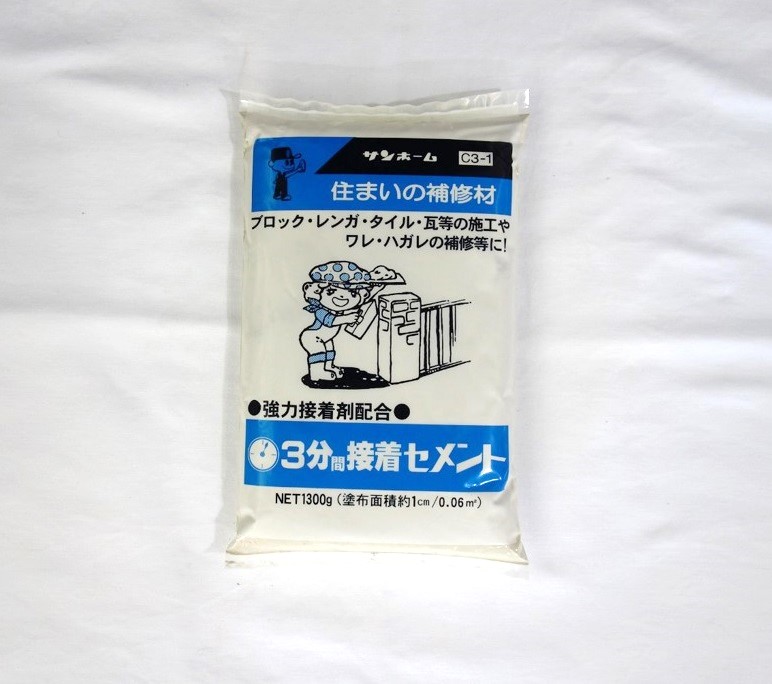 サンホーム C3-1
住まいの補修材
ブロック・レンガ・タイル・瓦等の施工や
ワレ・ハガレの補修等に!
●強力接着剤配合●
3分間接着セメント
NET1300g(塗布面積約1cm/0.06㎡)